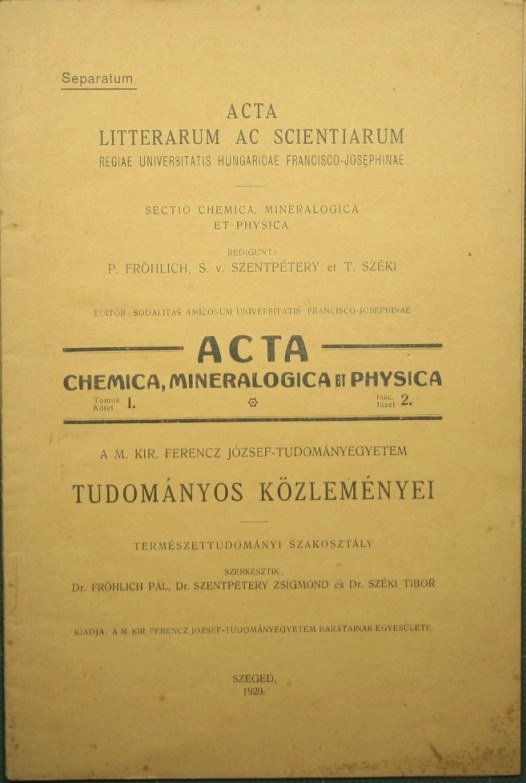 Separatum.
ACTA
LITTERARUM AC SCIENTIARUM
REGIAE UNIVERSITATIS HUNGARICAE FRANCISCO-JOSEPHINAE
SECTIO CHEMICA, MINERALOGICA
ET PHYSICA.
REDIGUNT:
P. FRÖHLICH, S. v. SZENTPÉTERY et T. SZÉKI
EDITOR: SODALITAS AMICORUM UNIVERSITATIS FRANCISCO-JOSEPHINAE
ACTA
CHEMICA, MINERALOGICA ET PHYSICA
Tomus
Kötet 1.
fasc.
füzet 2.
A M. KIR. FERENCZ JÓZSEF-TUDOMÁNYEGYETEM
TUDOMÁNYOS KÖZLEMÉNYEI
TERMÉSZETTUDOMÁNYI SZAKOSZTÁLY
SZERKESZTIK:
Dr. FRÖHLICH PÁL, Dr. SZENTPÉTERY ZSIGMOND és Dr. SZÉKI TIBOR
KIADJA: A M. KIR. FERENCZ JÓZSEF-TUDOMÁNYEGYETEM BARÁTAINAK EGYESÜLETE.
SZEGED,
1929.